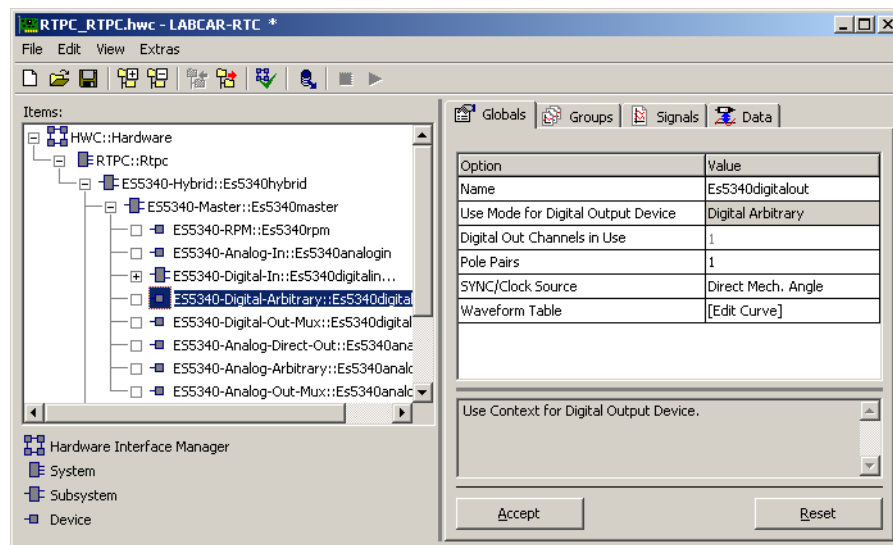 RTPC_RTPC.hwc - LABCAR-RTC *
File Edit View Extras
Items:
HWC::Hardware
RTPC::Rtpc
ES5340-Hybrid::Es5340hybrid
ES5340-Master::Es5340master
ES5340-RPM::Es5340rpm
ES5340-Analog-In::Es5340analogin
ES5340-Digital-In::Es5340digitalin...
ES5340-Digital-Arbitrary::Es5340digital
ES5340-Digital-Out-Mux::Es5340digital
ES5340-Analog-Direct-Out::Es5340ana
ES5340-Analog-Arbitrary::Es5340analo
ES5340-Analog-Out-Mux::Es5340analo
Hardware Interface Manager
System
Subsystem
Device
Globals Groups Signals Data
Option Value
Name Es5340digitalout
Use Mode for Digital Output Device Digital Arbitrary
Digital Out Channels in Use 1
Pole Pairs 1
SYNC/Clock Source Direct Mech. Angle
Waveform Table [Edit Curve]
Use Context for Digital Output Device.
Accept Reset